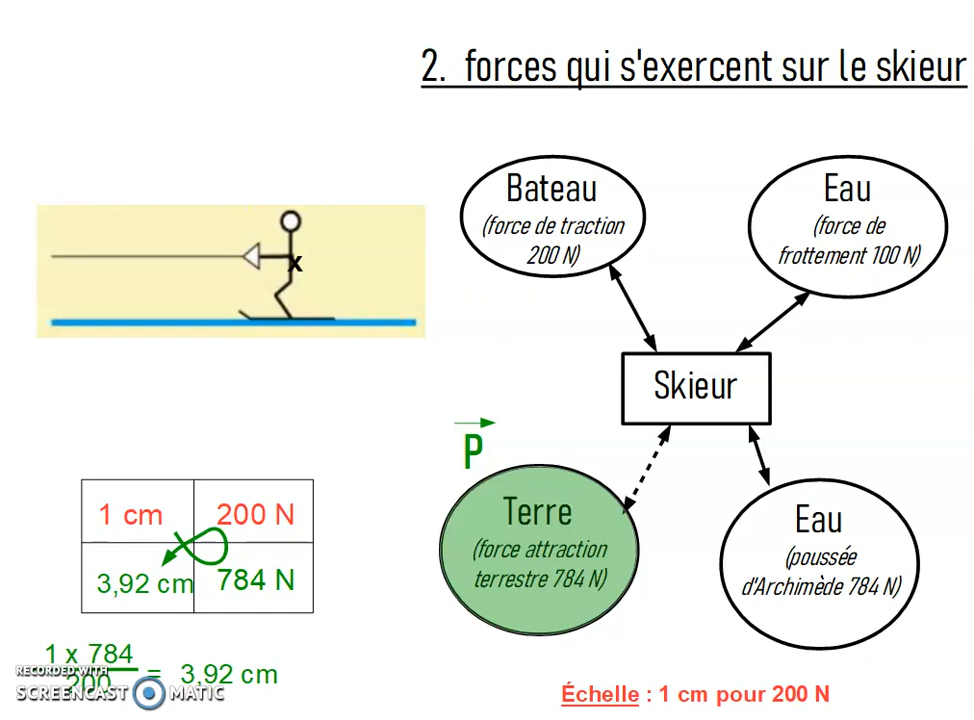 2. forces qui s'exercent sur le skieur
Bateau
(force de traction
200 N)
Eau
(force de
frottement 100 N)
x
Skieur
P
Terre
(force attraction
terrestre 784 N)
Eau
(poussée
d'Archimède 784 N)
1 cm 200 N
3,92 cm 784 N
1 x 784
200
= 3,92 cm
RECORDED WITH
SCREENCAST MATIC
Échelle : 1 cm pour 200 N